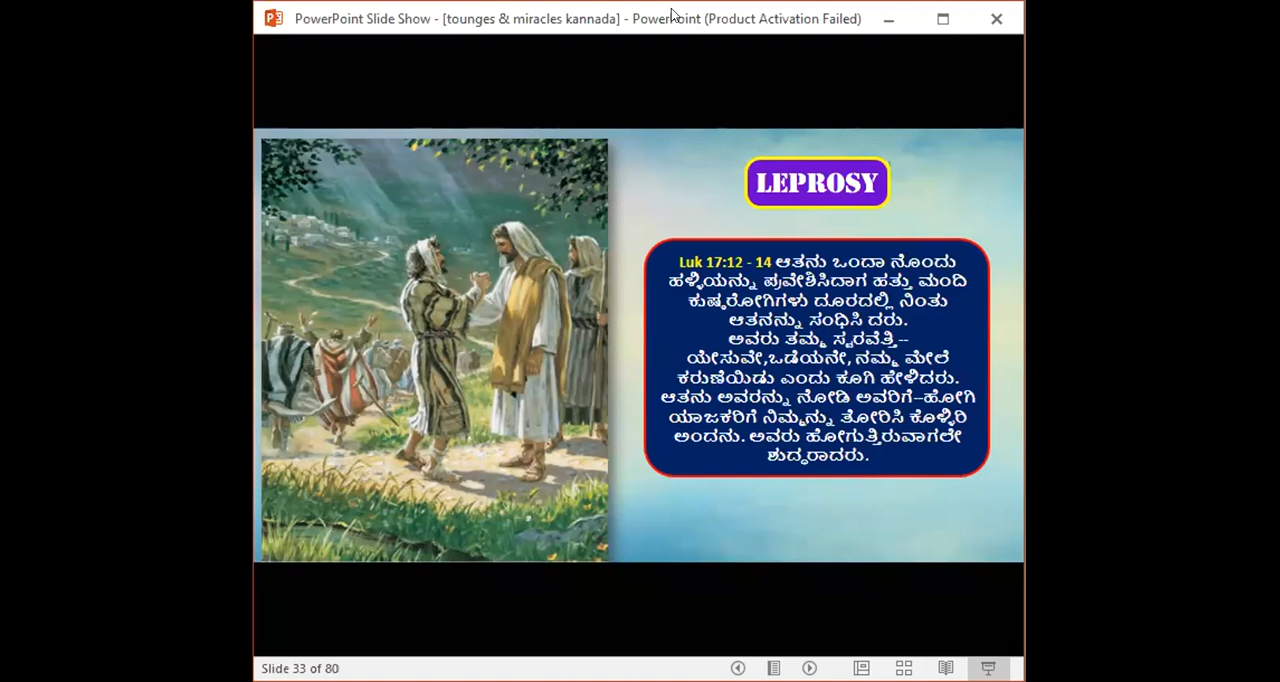 PowerPoint Slide Show - [tounges & miracles kannada] - PowerPoint (Product Activation Failed)
LEPROSY
Luk 17:12 - 14 ಆತನು ಒಂದಾ ನೊಂದು
ಹಳ್ಳಿಯನ್ನು ಪ್ರವೇಶಿಸಿದಾಗ ಹತ್ತು ಮಂದಿ
ಕುಷ್ಠರೋಗಿಗಳು ದೂರದಲ್ಲಿ ನಿಂತು
ಆತನನ್ನು ಸಂಧಿಸಿ ದರು.
ಅವರು ತಮ್ಮ ಸ್ವರವೆತ್ತಿ--
ಯೇಸುವೇ,ಒಡೆಯನೇ, ನಮ್ಮ ಮೇಲೆ
ಕರುಣೆಯಿಡು ಎಂದು ಕೂಗಿ ಹೇಳಿದರು.
ಆತನು ಅವರನ್ನು ನೋಡಿ ಅವರಿಗೆ--ಹೋಗಿ
ಯಾಜಕರಿಗೆ ನಿಮ್ಮನ್ನು ತೋರಿಸಿ ಕೊಳ್ಳಿರಿ
ಅಂದನು. ಅವರು ಹೋಗುತ್ತಿರುವಾಗಲೇ
ಶುದ್ಧರಾದರು.
Slide 33 of 80